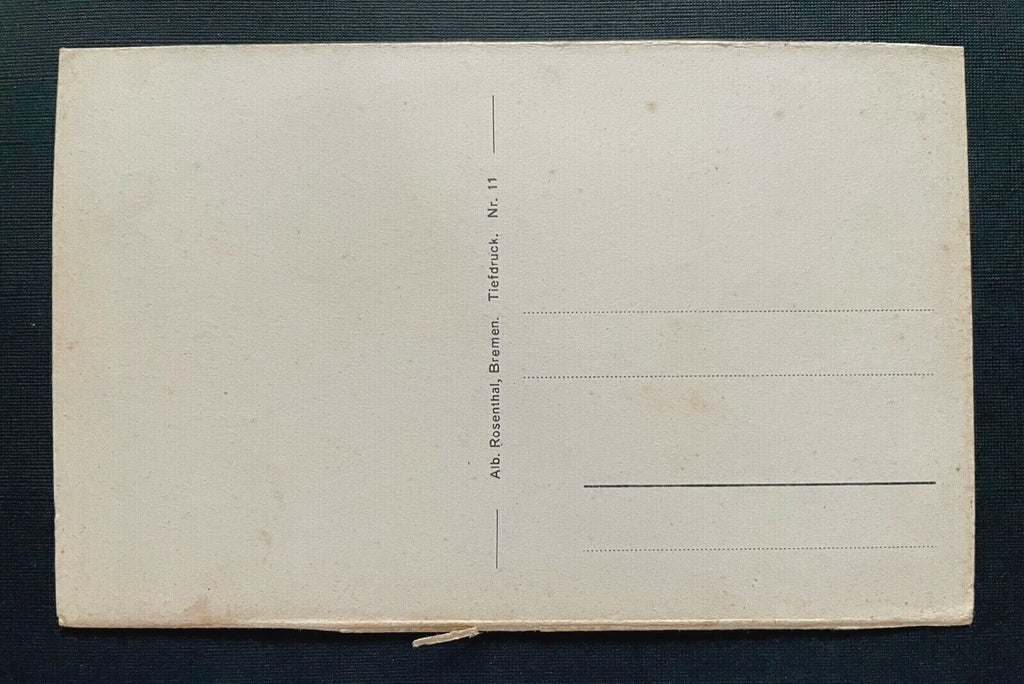 Alb. Rosenthal, Bremen. Tiefdruck. Nr. 11